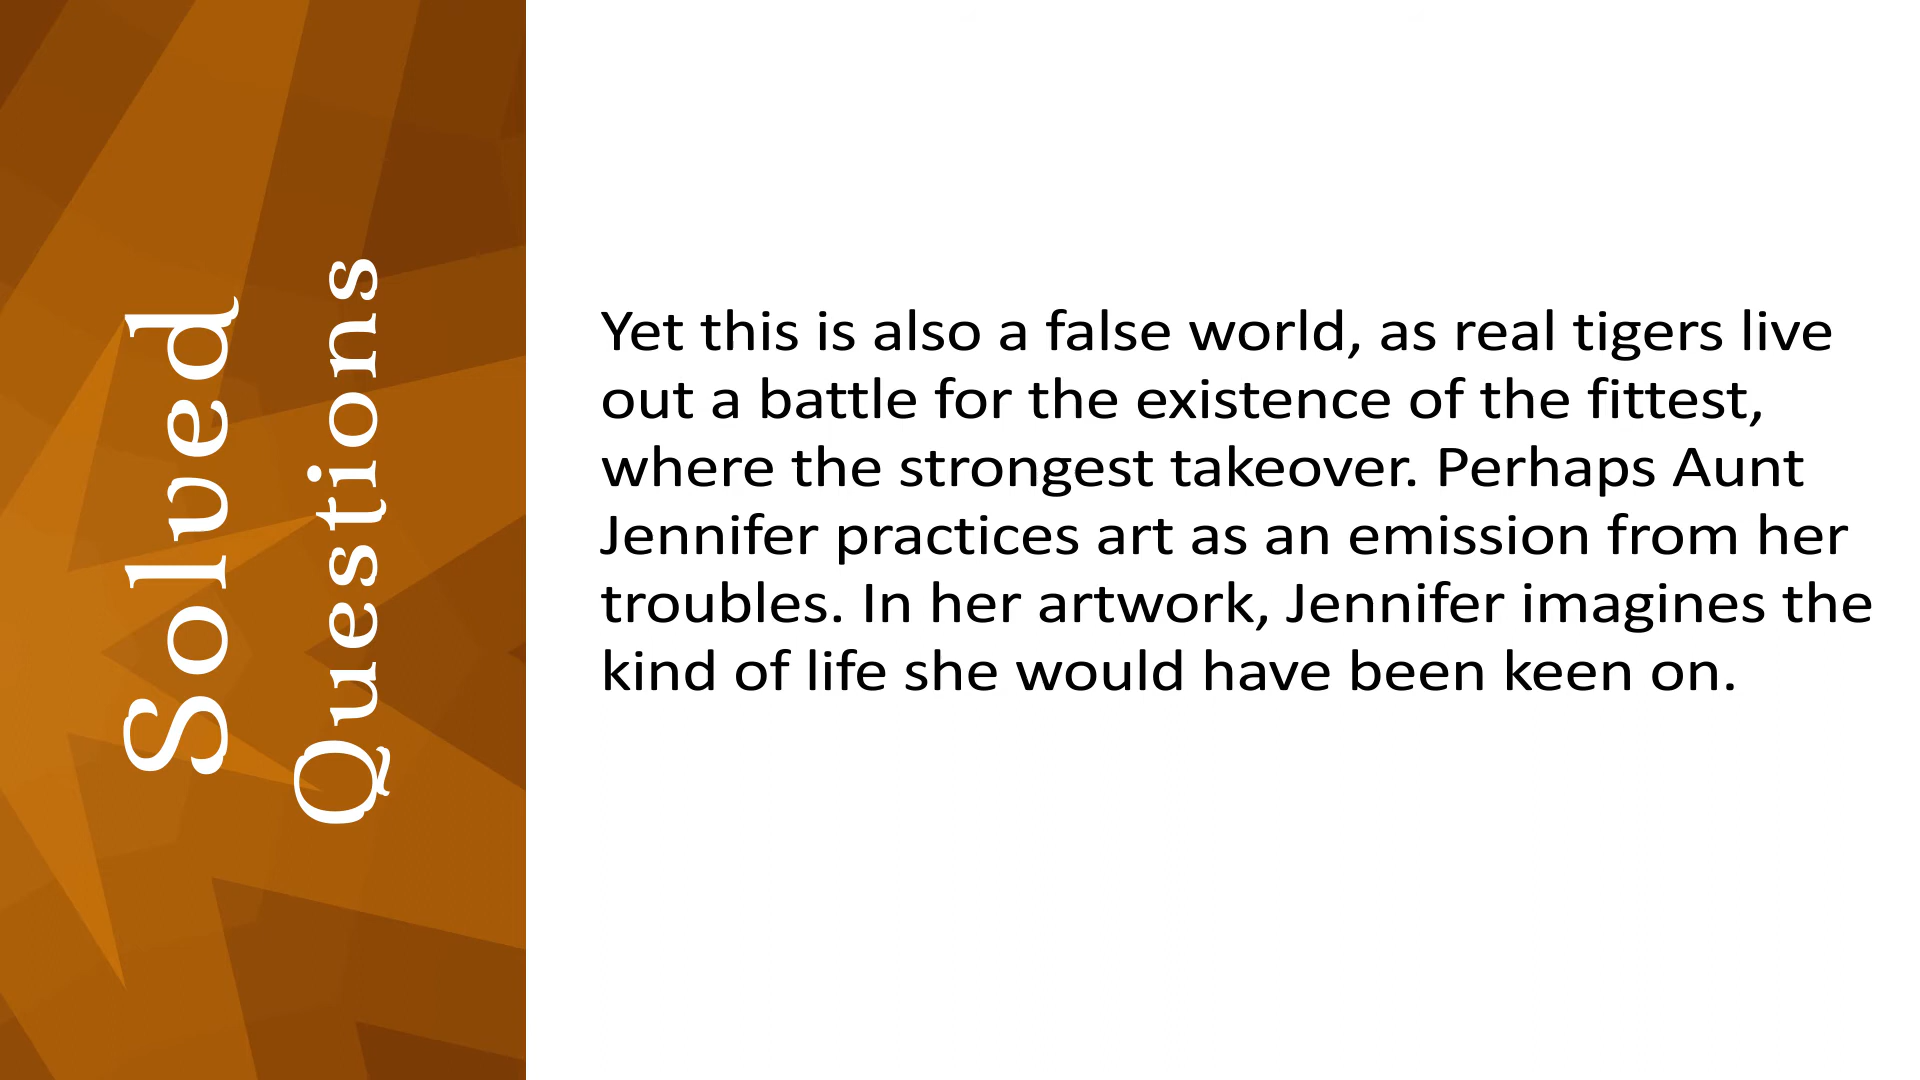 Solved
Questions
Yet this is also a false world, as real tigers live
out a battle for the existence of the fittest,
where the strongest takeover. Perhaps Aunt
Jennifer practices art as an emission from her
troubles. In her artwork, Jennifer imagines the
kind of life she would have been keen on.